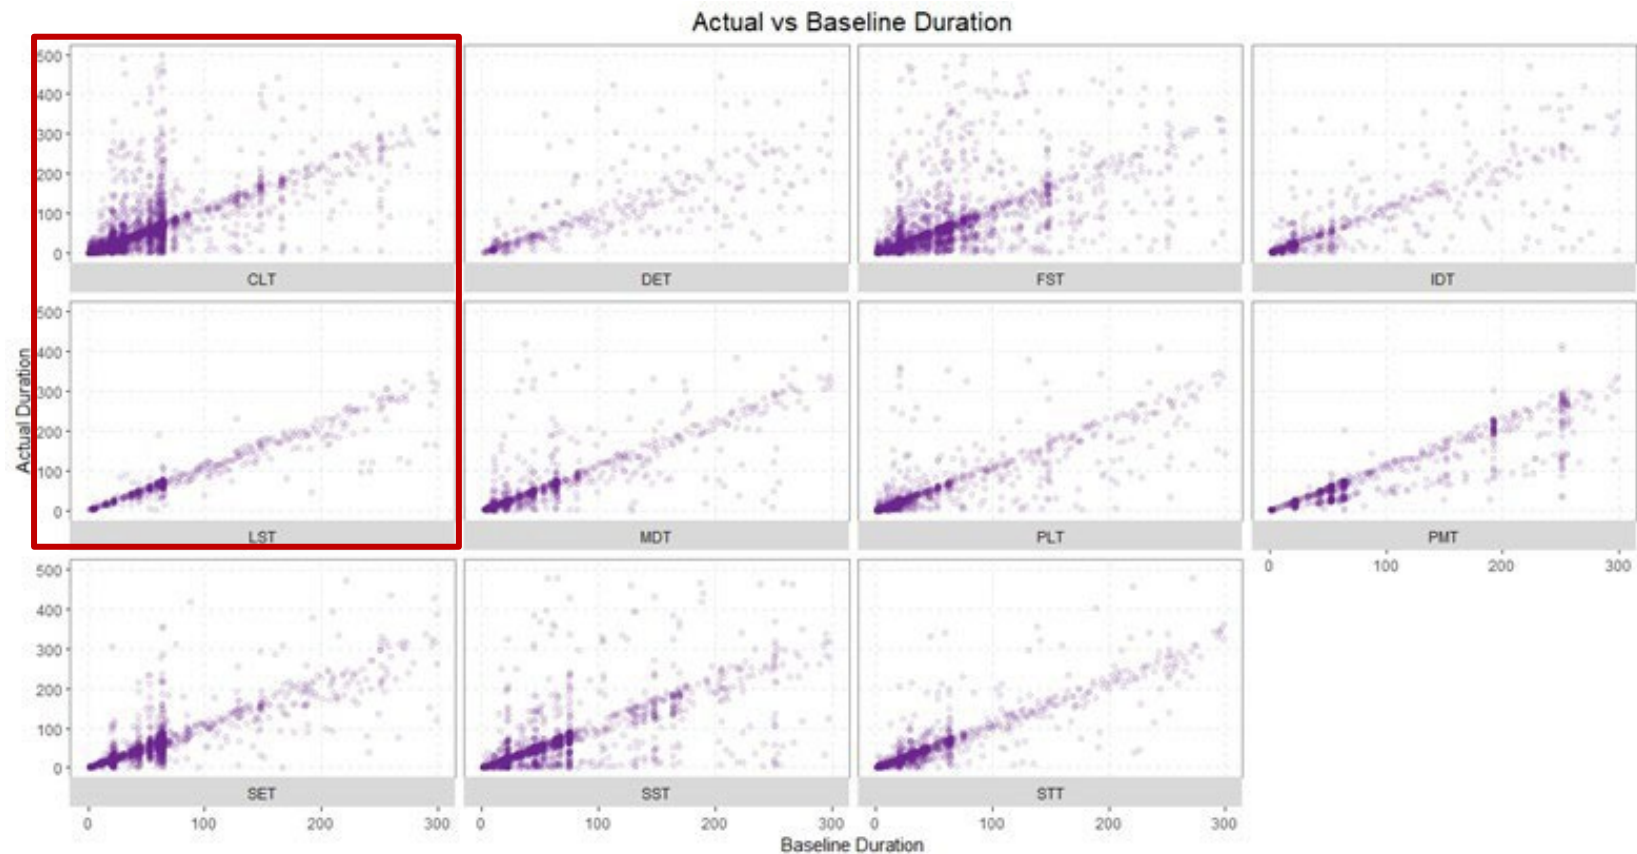 Actual vs Baseline Duration
500
400
300
200
100
0
CLT
DET
FST
IDT
Actual Duration
500
400
300
200
100
0
LST
MDT
PLT
PMT
0 100 200 300
500
400
300
200
100
0
SET
SST
STT
0 100 200 300
0 100 200 300
0 100 200 300
Baseline Duration